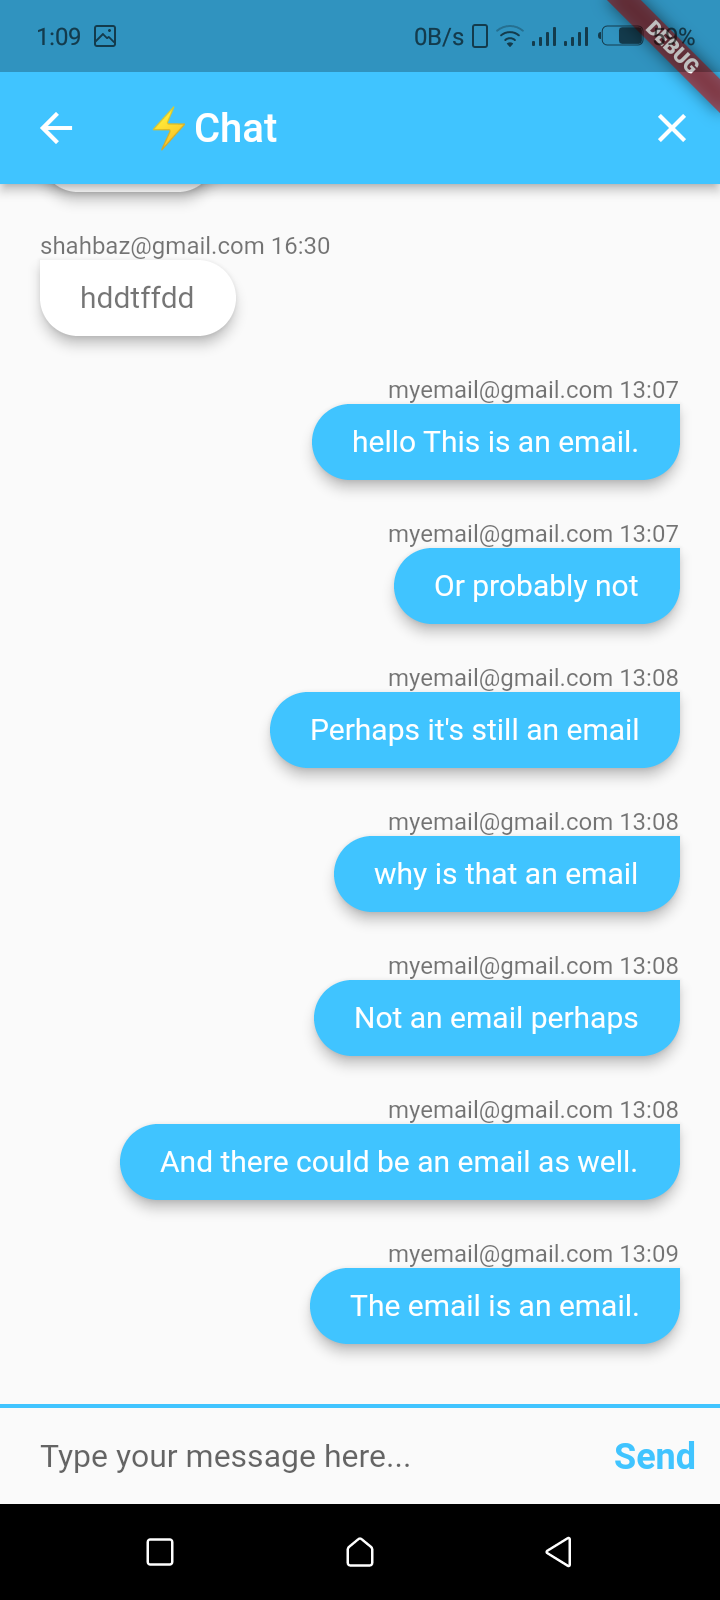 1:09
0B/s
DEBUG
⚡Chat
shahbaz@gmail.com 16:30
hddtffdd
myemail@gmail.com 13:07
hello This is an email.
myemail@gmail.com 13:07
Or probably not
myemail@gmail.com 13:08
Perhaps it's still an email
myemail@gmail.com 13:08
why is that an email
myemail@gmail.com 13:08
Not an email perhaps
myemail@gmail.com 13:08
And there could be an email as well.
myemail@gmail.com 13:09
The email is an email.
Type your message here...
Send